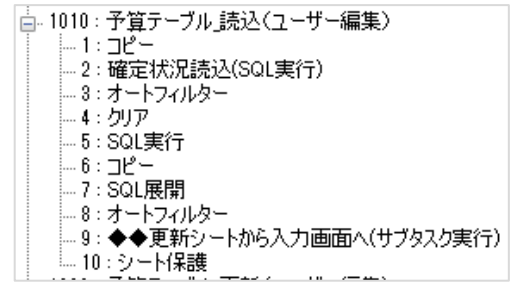 1010 : 予算テーブル_読込(ユーザー編集)
1 : コピー
2 : 確定状況読込(SQL実行)
3 : オートフィルター
4 : クリア
5 : SQL実行
6 : コピー
7 : SQL展開
8 : オートフィルター
9 : ◆◆更新シートから入力画面へ(サブタスク実行)
10 : シート保護